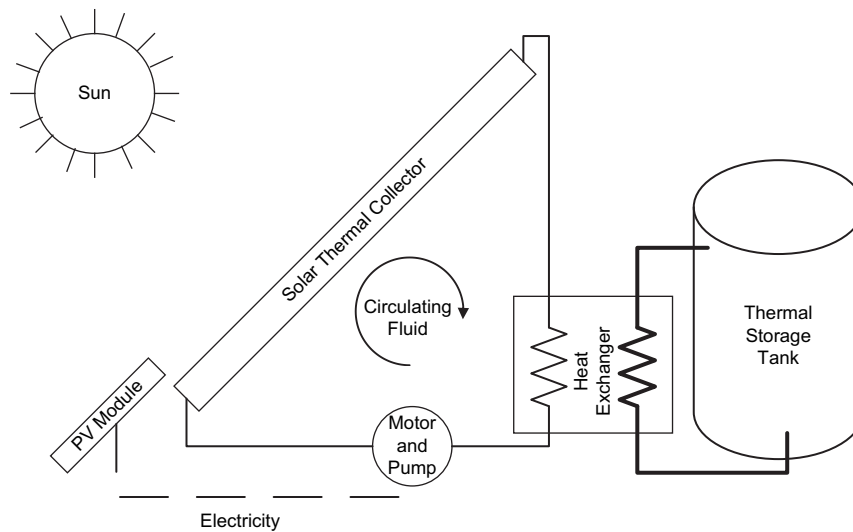 Sun
Solar Thermal Collector
Circulating
Fluid
PV Module
Motor
and
Pump
Heat
Exchanger
Thermal
Storage
Tank
Electricity